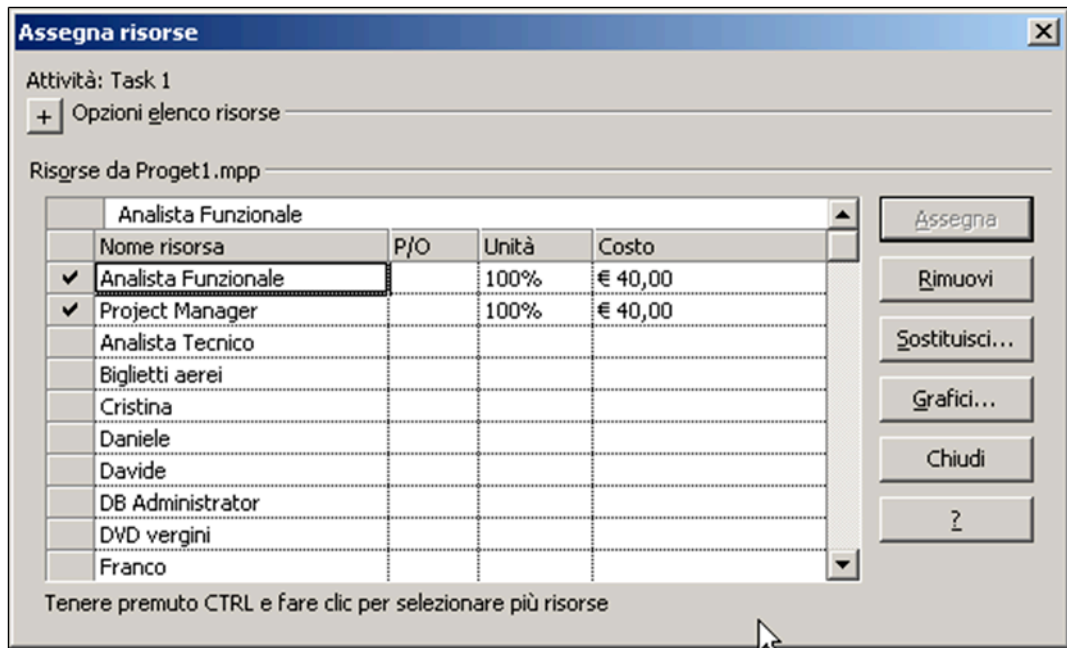 Assegna risorse
Attività: Task 1
+ Opzioni elenco risorse
Risorse da Proget1.mpp
Analista Funzionale
Nome risorsa P/O Unità Costo
Analista Funzionale 100% € 40,00
Project Manager 100% € 40,00
Analista Tecnico
Biglietti aerei
Cristina
Daniele
Davide
DB Administrator
DVD vergini
Franco
Assegna
Rimuovi
Sostituisci...
Grafici...
Chiudi
?
Tenere premuto CTRL e fare clic per selezionare più risorse